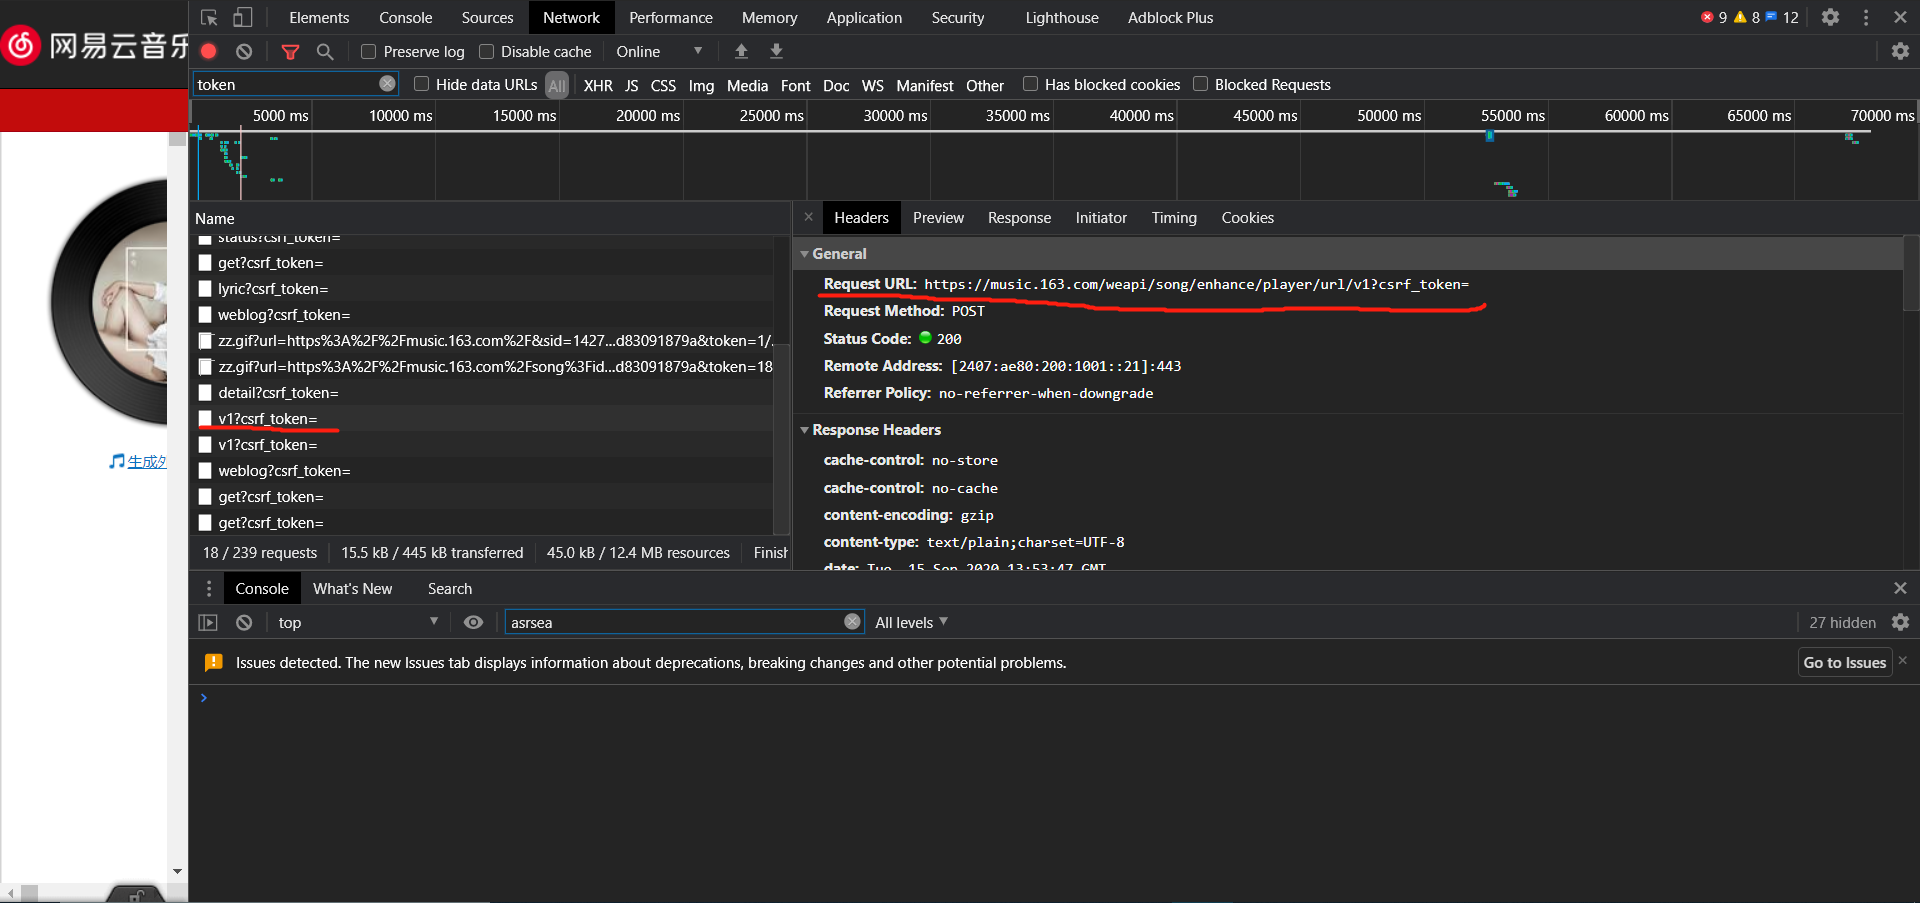 网易云音乐
生成外
Elements Console Sources Network Performance Memory Application Security Lighthouse Adblock Plus 9 8 12
Preserve log Disable cache Online
token Hide data URLs All XHR JS CSS Img Media Font Doc WS Manifest Other Has blocked cookies Blocked Requests
5000 ms 10000 ms 15000 ms 20000 ms 25000 ms 30000 ms 35000 ms 40000 ms 45000 ms 50000 ms 55000 ms 60000 ms 65000 ms 70000 ms
Name
status?csrf_token=
get?csrf_token=
lyric?csrf_token=
weblog?csrf_token=
zz.gif?url=https%3A%2F%2Fmusic.163.com%2F&sid=1427...d83091879a&token=1/.
zz.gif?url=https%3A%2F%2Fmusic.163.com%2Fsong%3Fid...d83091879a&token=18
detail?csrf_token=
v1?csrf_token=
v1?csrf_token=
weblog?csrf_token=
get?csrf_token=
get?csrf_token=
18 / 239 requests 15.5 kB / 445 kB transferred 45.0 kB / 12.4 MB resources Finish
Headers Preview Response Initiator Timing Cookies
General
Request URL: https://music.163.com/weapi/song/enhance/player/url/v1?csrf_token=
Request Method: POST
Status Code: 200
Remote Address: [2407:ae80:200:1001::21]:443
Referrer Policy: no-referrer-when-downgrade
Response Headers
cache-control: no-store
cache-control: no-cache
content-encoding: gzip
content-type: text/plain;charset=UTF-8
date: Tue, 15 Sep 2020 13:53:47 GMT
Console What's New Search
top asrsea All levels 27 hidden
Issues detected. The new Issues tab displays information about deprecations, breaking changes and other potential problems. Go to Issues